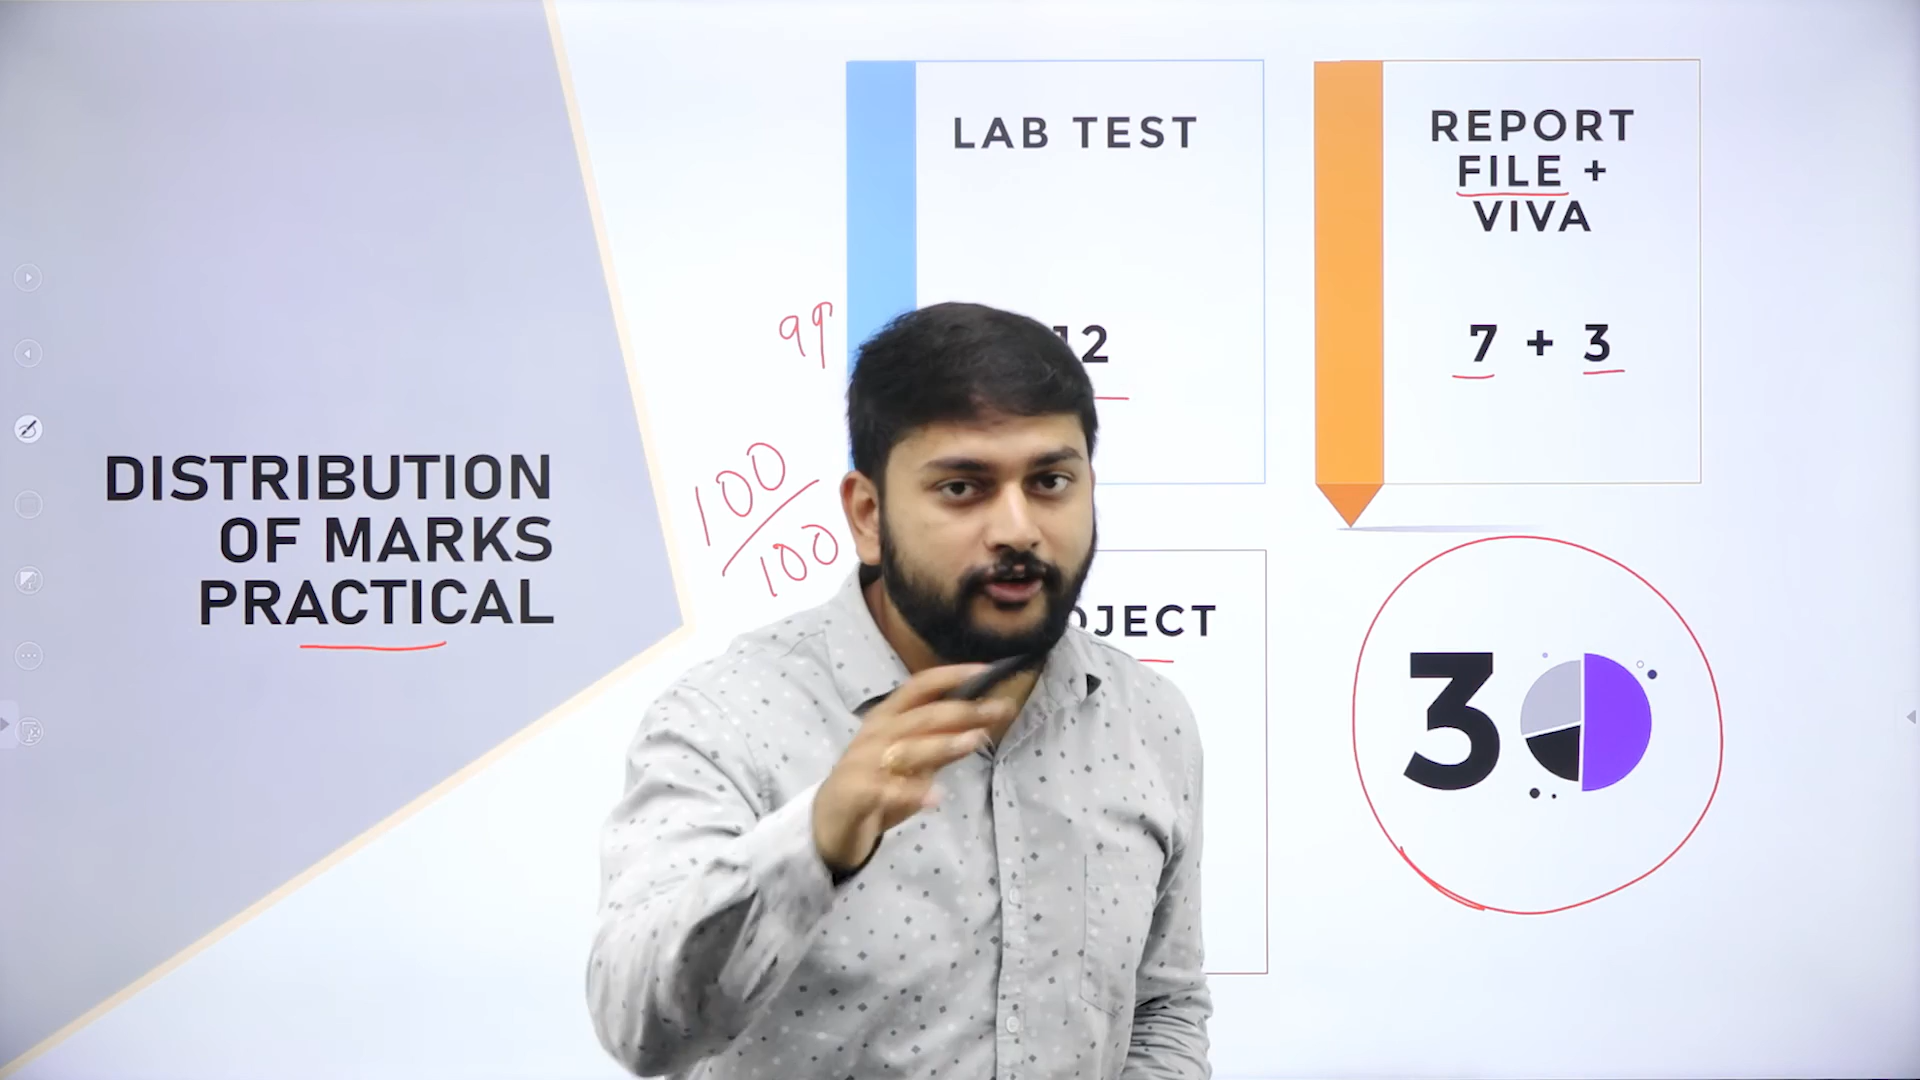 DISTRIBUTION
OF MARKS
PRACTICAL
LAB TEST
12
REPORT
FILE +
VIVA
7 + 3
99
100
100
OJECT
30